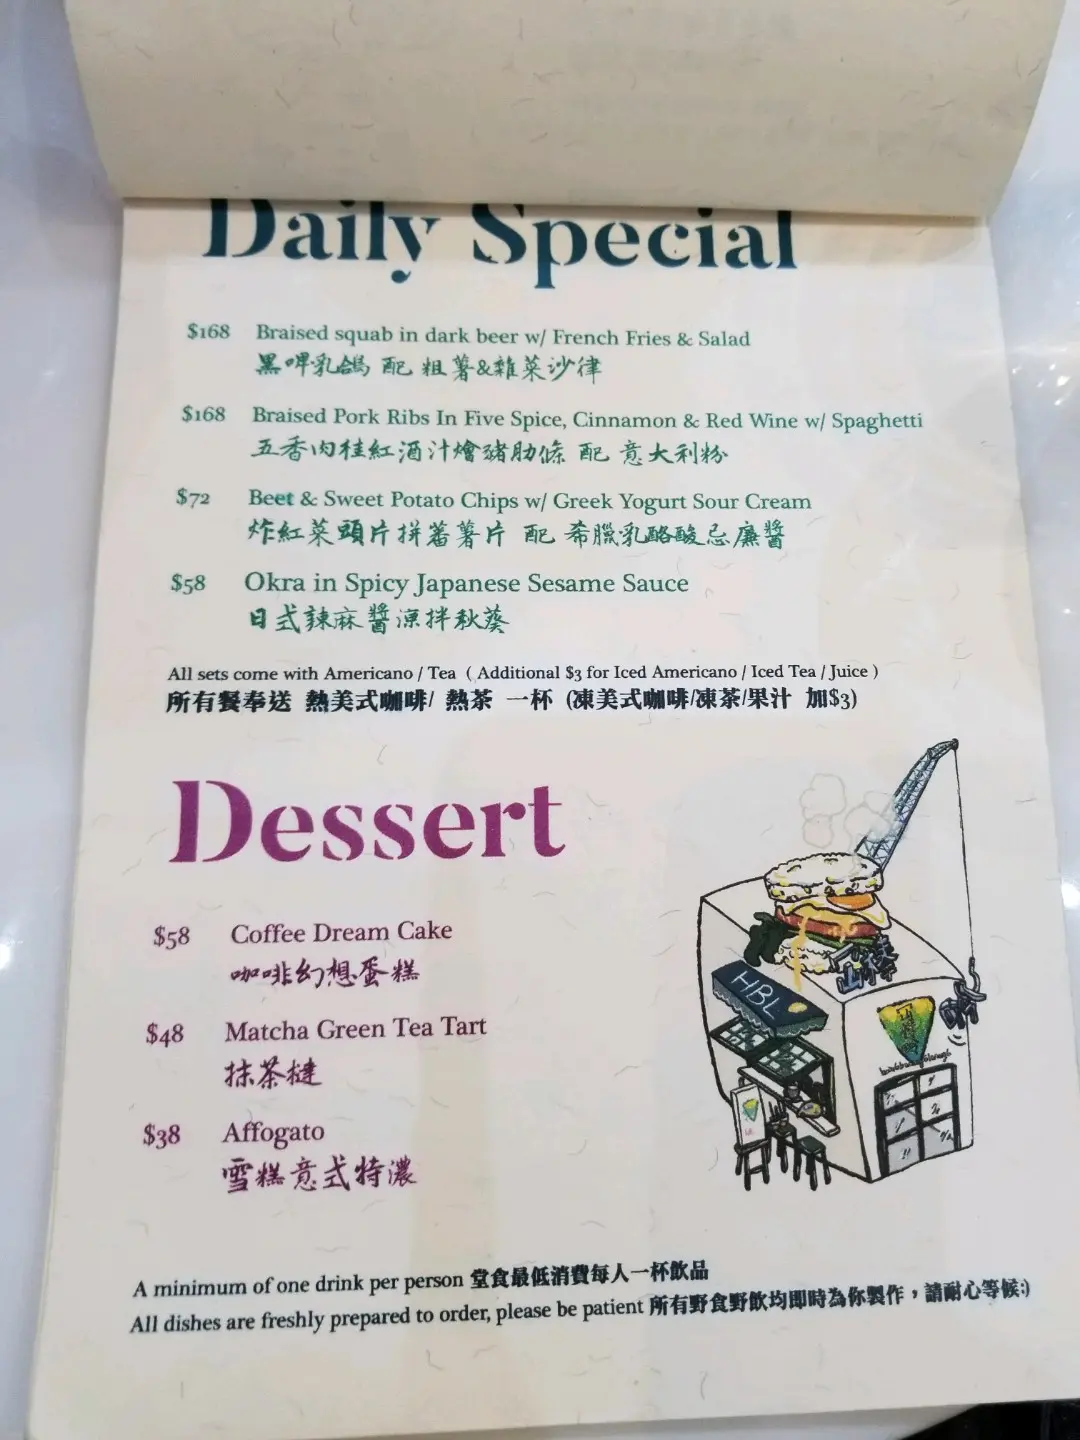 Daily Special
$168 Braised squab in dark beer w/ French Fries & Salad
黑啤乳鴿 配 粗薯&雜菜沙律
$168 Braised Pork Ribs In Five Spice, Cinnamon & Red Wine w/ Spaghetti
五香肉桂紅酒汁燴豬肋條 配 意大利粉
$72 Beet & Sweet Potato Chips w/ Greek Yogurt Sour Cream
炸紅菜頭片拼蕃薯片 配 希臘乳酪酸忌廉醬
$58 Okra in Spicy Japanese Sesame Sauce
日式辣麻醬涼拌秋葵
All sets come with Americano / Tea ( Additional $3 for Iced Americano / Iced Tea / Juice )
所有餐奉送 熱美式咖啡/ 熱茶 一杯 (凍美式咖啡/凍茶/果汁 加$3)
Dessert
$58 Coffee Dream Cake
咖啡幻想蛋糕
$48 Matcha Green Tea Tart
抹茶撻
$38 Affogato
雪糕意式特濃
HBL
A minimum of one drink per person 堂食最低消費每人一杯飲品
All dishes are freshly prepared to order, please be patient 所有野食野飲均即時為你製作，請耐心等候:)